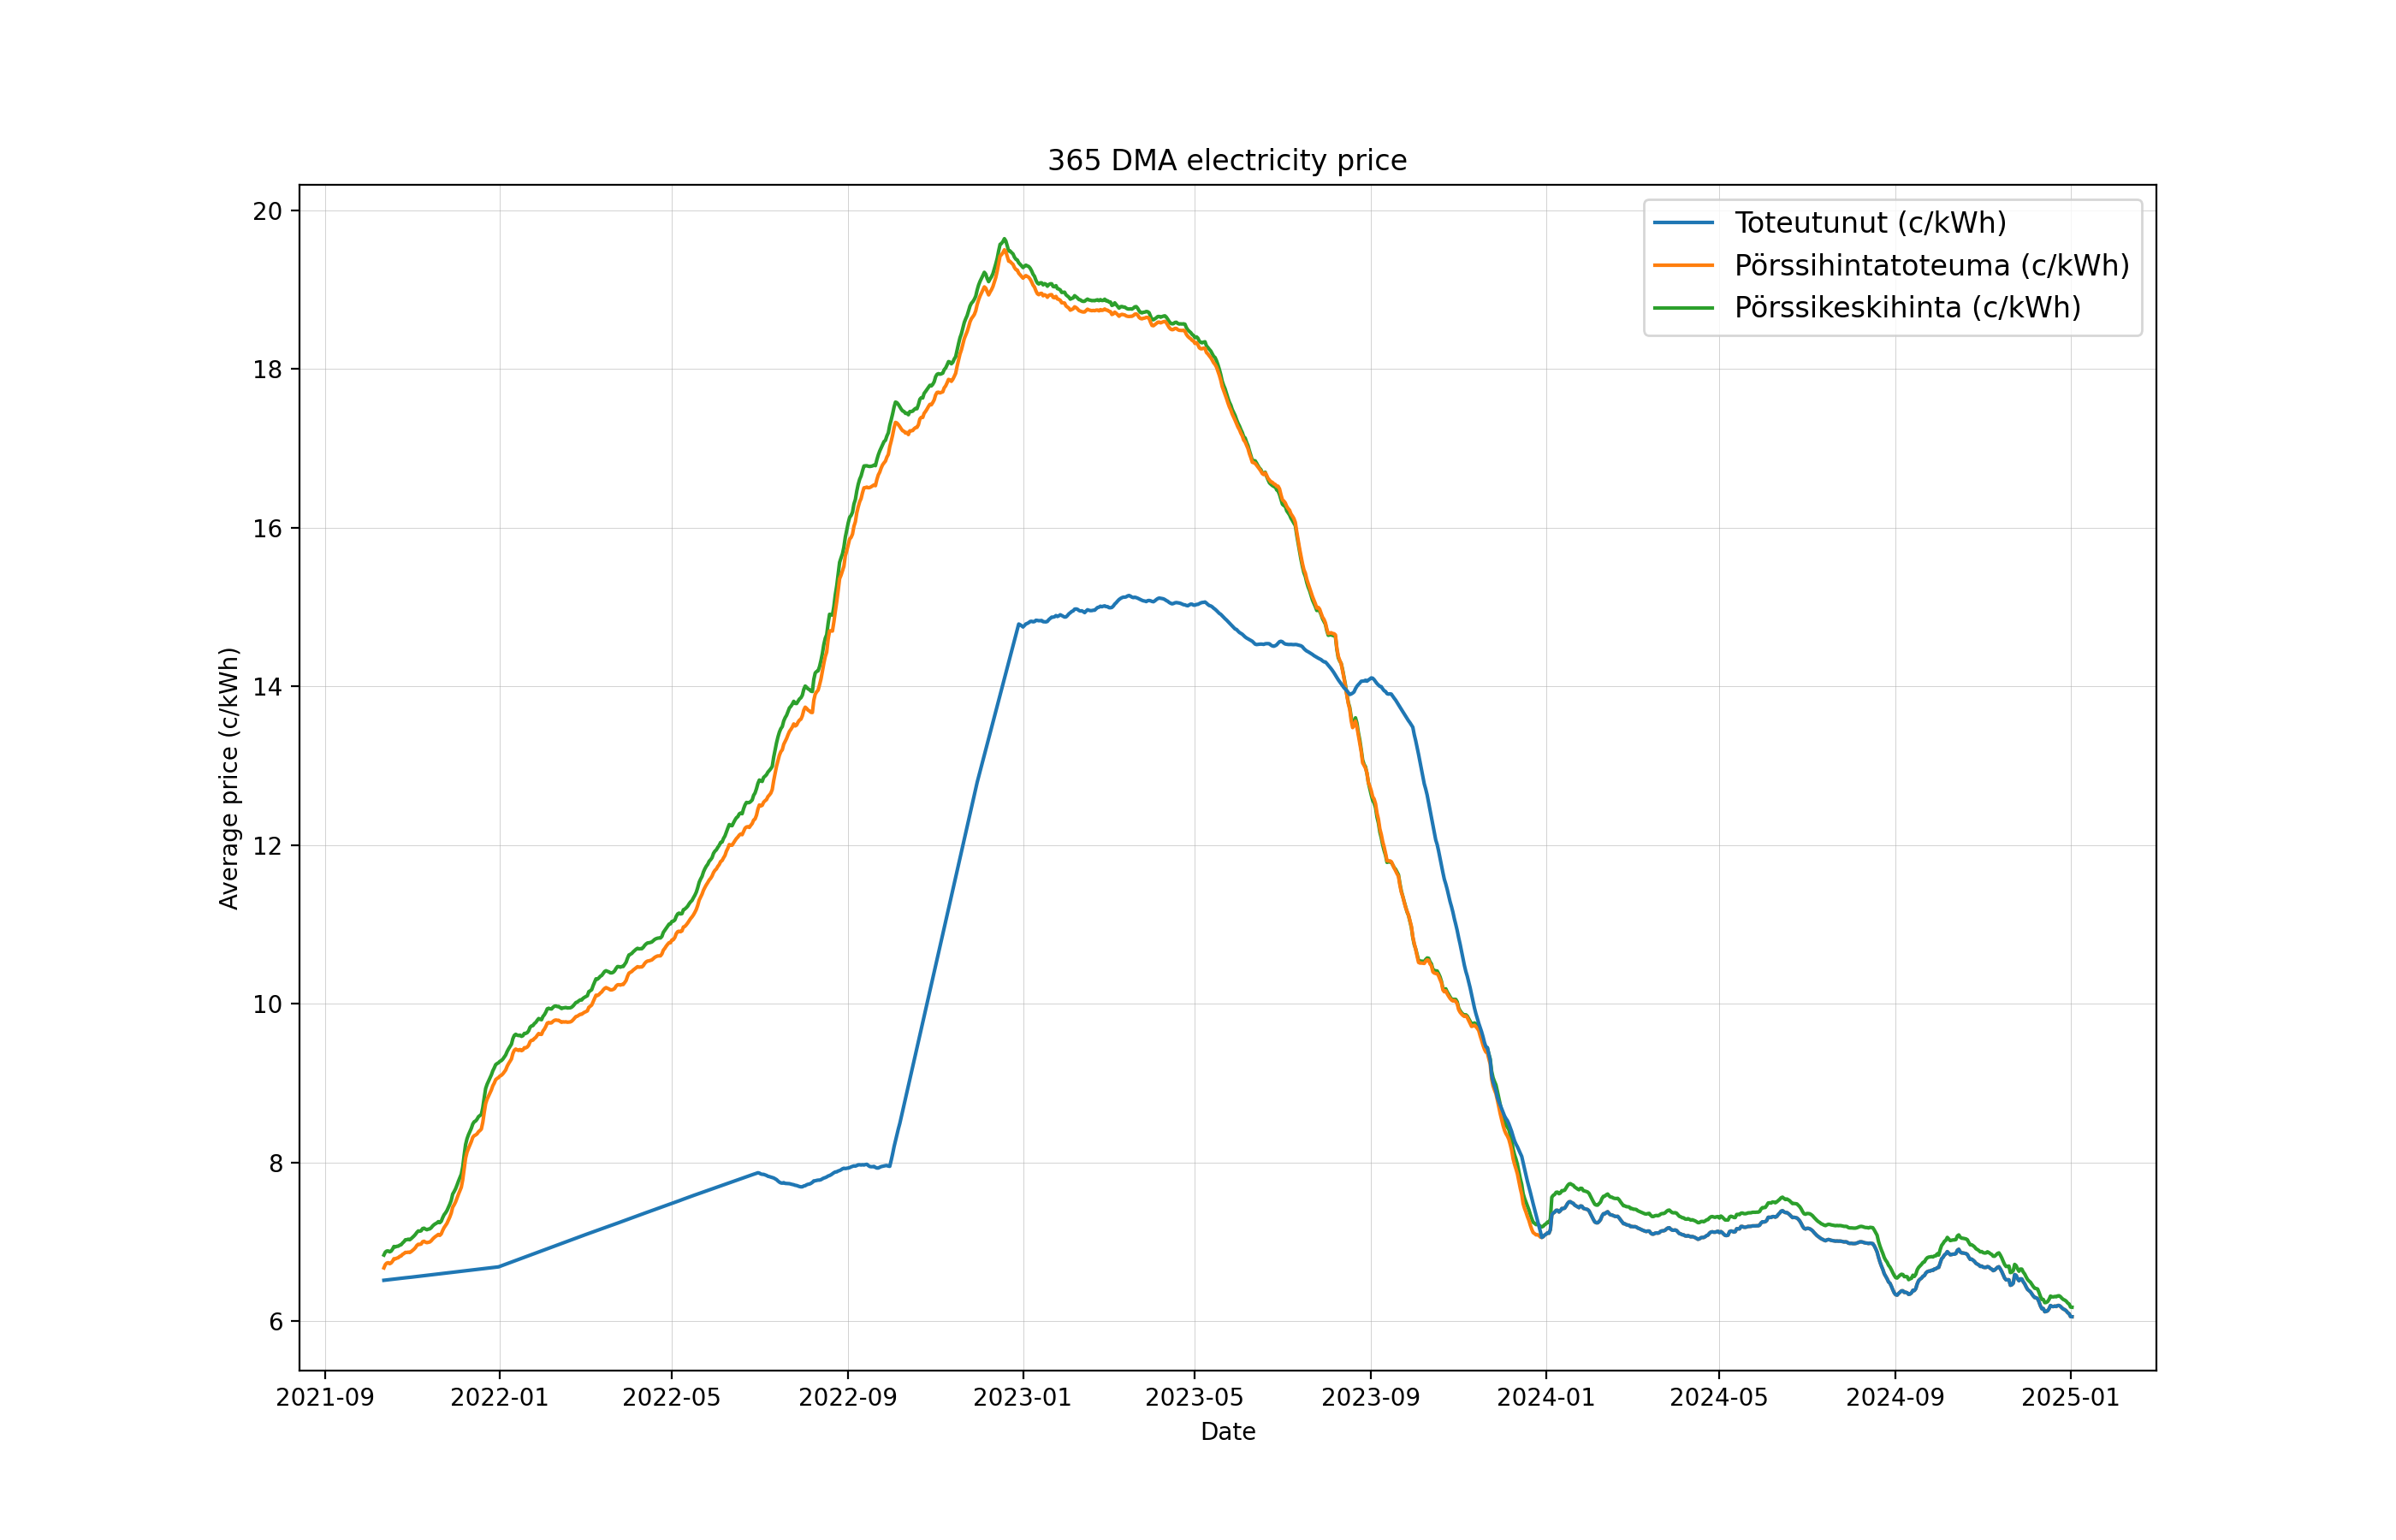 365 DMA electricity price
Toteutunut (c/kWh)
Pörssihintatoteuma (c/kWh)
Pörssikeskihinta (c/kWh)
Average price (c/kWh)
20
18
16
14
12
10
8
6
2021-09 2022-01 2022-05 2022-09 2023-01 2023-05 2023-09 2024-01 2024-05 2024-09 2025-01
Date